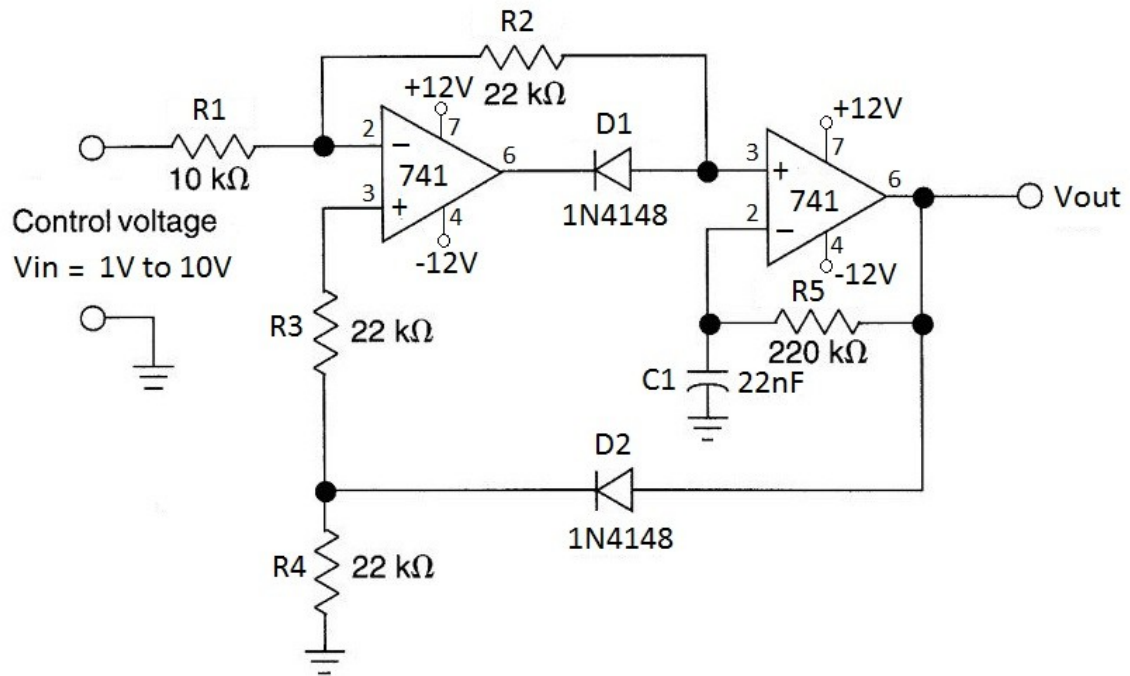 R2
22 kΩ
R1
10 kΩ
+12V
7
2
−
741
6
3
+
4
-12V
D1
1N4148
+12V
7
3
+
741
6
2
−
4
-12V
Vout
Control voltage
Vin = 1V to 10V
R3
22 kΩ
R5
220 kΩ
C1
22nF
D2
1N4148
R4
22 kΩ